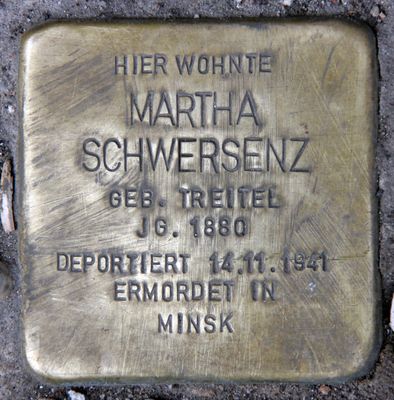 HIER WOHNTE
MARTHA
SCHWERSENZ
GEB. TREITEL
JG. 1880
DEPORTIERT 14.11.1941
ERMORDET IN
MINSK